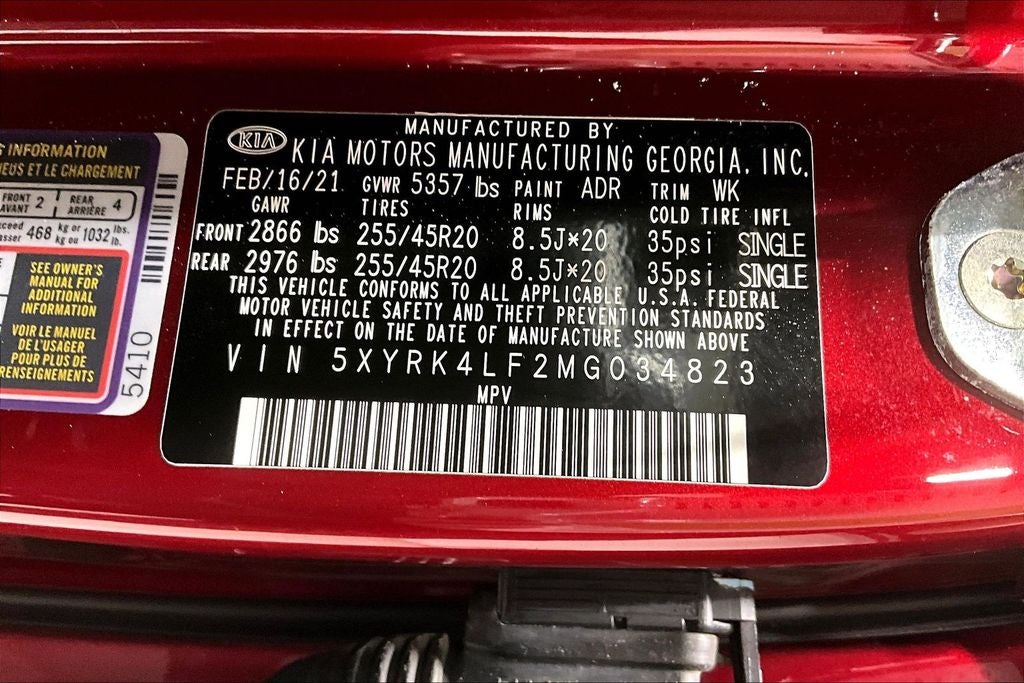 INFORMATION
NEUS ET LE CHARGEMENT
FRONT 2 REAR 4
AVANT ARRIÈRE
468 kg or 1032 lbs.
kg ou lb.
SEE OWNER'S
MANUAL FOR
ADDITIONAL
INFORMATION
VOIR LE MANUEL
DE L'USAGER
POUR PLUS DE
RENSEIGNEMENTS
5410
MANUFACTURED BY
KIA KIA MOTORS MANUFACTURING GEORGIA, INC.
FEB/16/21 GVWR 5357 lbs PAINT ADR TRIM WK
GAWR TIRES RIMS COLD TIRE INFL
FRONT 2866 lbs 255/45R20 8.5J×20 35psi SINGLE
REAR 2976 lbs 255/45R20 8.5J×20 35psi SINGLE
THIS VEHICLE CONFORMS TO ALL APPLICABLE U.S.A. FEDERAL
MOTOR VEHICLE SAFETY AND THEFT PREVENTION STANDARDS
IN EFFECT ON THE DATE OF MANUFACTURE SHOWN ABOVE
VIN 5XYRK4LF2MG034823
MPV